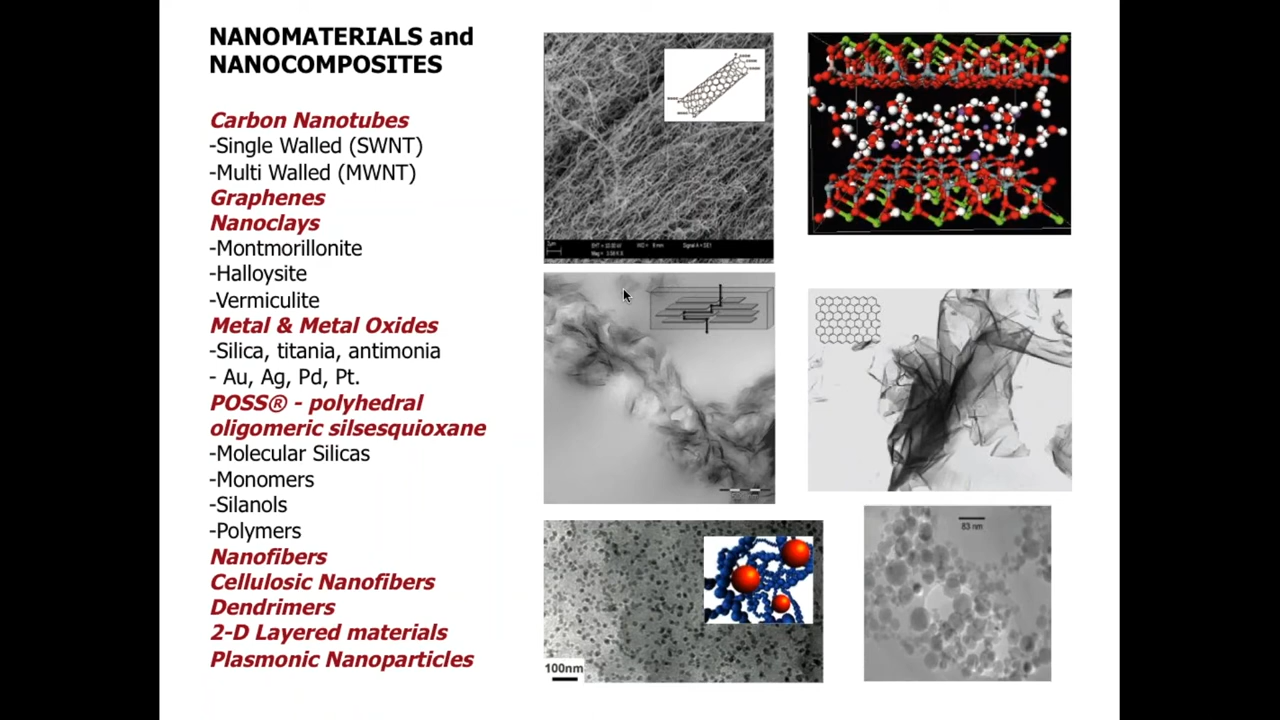 NANOMATERIALS and
NANOCOMPOSITES
Carbon Nanotubes
-Single Walled (SWNT)
-Multi Walled (MWNT)
Graphenes
Nanoclays
-Montmorillonite
-Halloysite
-Vermiculite
Metal & Metal Oxides
-Silica, titania, antimonia
- Au, Ag, Pd, Pt.
POSS® - polyhedral
oligomeric silsesquioxane
-Molecular Silicas
-Monomers
-Silanols
-Polymers
Nanofibers
Cellulosic Nanofibers
Dendrimers
2-D Layered materials
Plasmonic Nanoparticles
83 nm
100nm